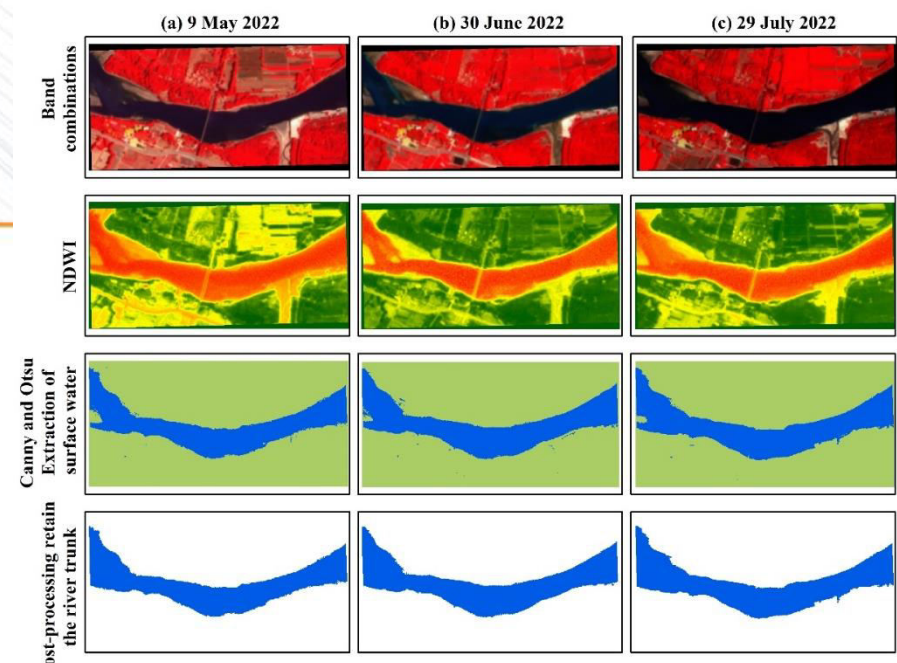 (a) 9 May 2022
(b) 30 June 2022
(c) 29 July 2022
Band
combinations
NDWI
Canny and Otsu
Extraction of
surface water
ost-processing retain
the river trunk